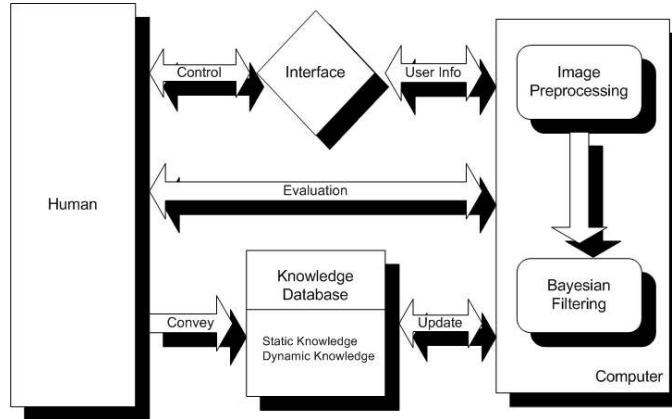 Control
Interface
User Info
Image
Preprocessing
Human
Evaluation
Knowledge
Database
Convey
Static Knowledge
Dynamic Knowledge
Update
Bayesian
Filtering
Computer